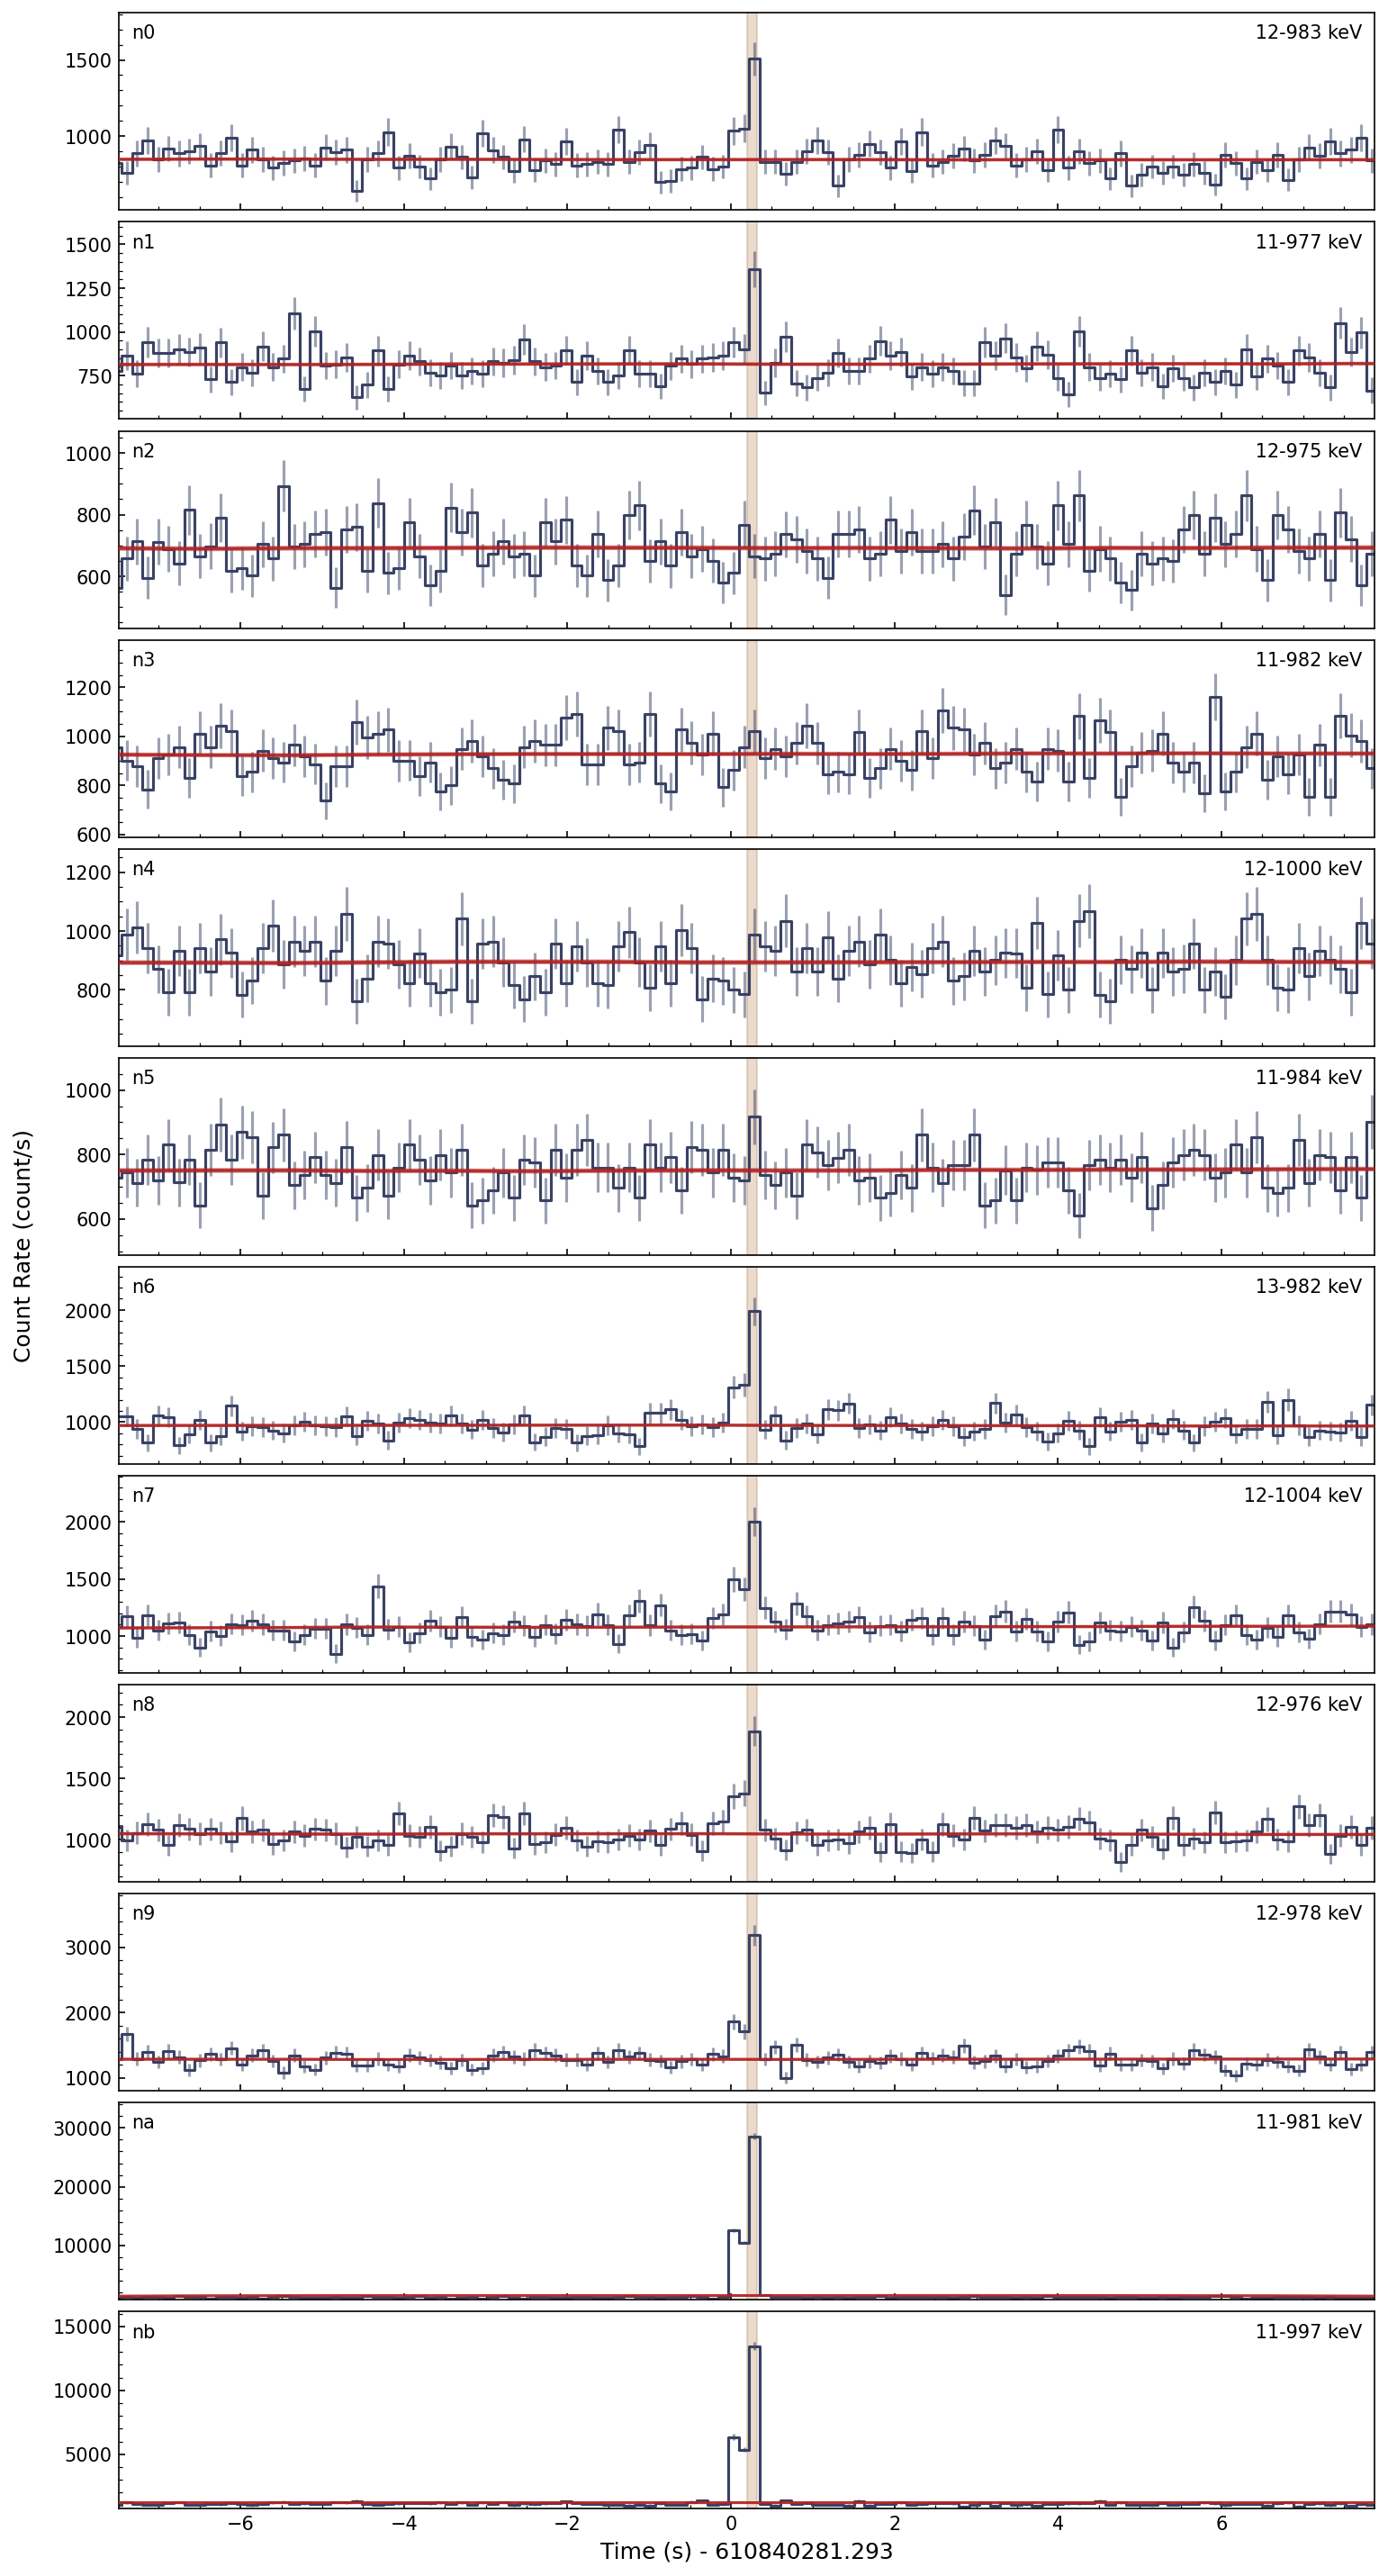 n0 12-983 keV
1500
1000
n1 11-977 keV
1500
1250
1000
750
n2 12-975 keV
1000
800
600
n3 11-982 keV
1200
1000
800
600
n4 12-1000 keV
1200
1000
800
n5 11-984 keV
1000
800
600
Count Rate (count/s)
n6 13-982 keV
2000
1500
1000
n7 12-1004 keV
2000
1500
1000
n8 12-976 keV
2000
1500
1000
n9 12-978 keV
3000
2000
1000
na 11-981 keV
30000
20000
10000
nb 11-997 keV
15000
10000
5000
−6 −4 −2 0 2 4 6
Time (s) - 610840281.293